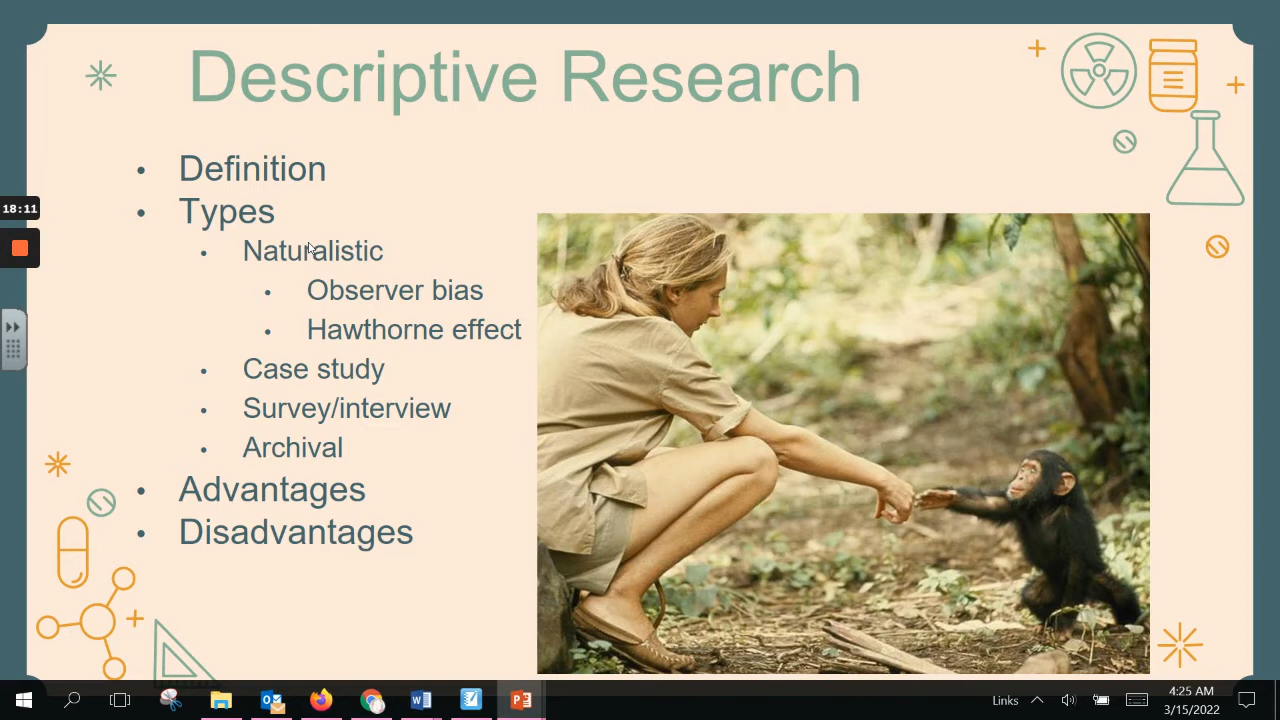 Descriptive Research
• Definition
• Types
• Naturalistic
• Observer bias
• Hawthorne effect
• Case study
• Survey/interview
• Archival
• Advantages
• Disadvantages
18:11
Links
4:25 AM
3/15/2022